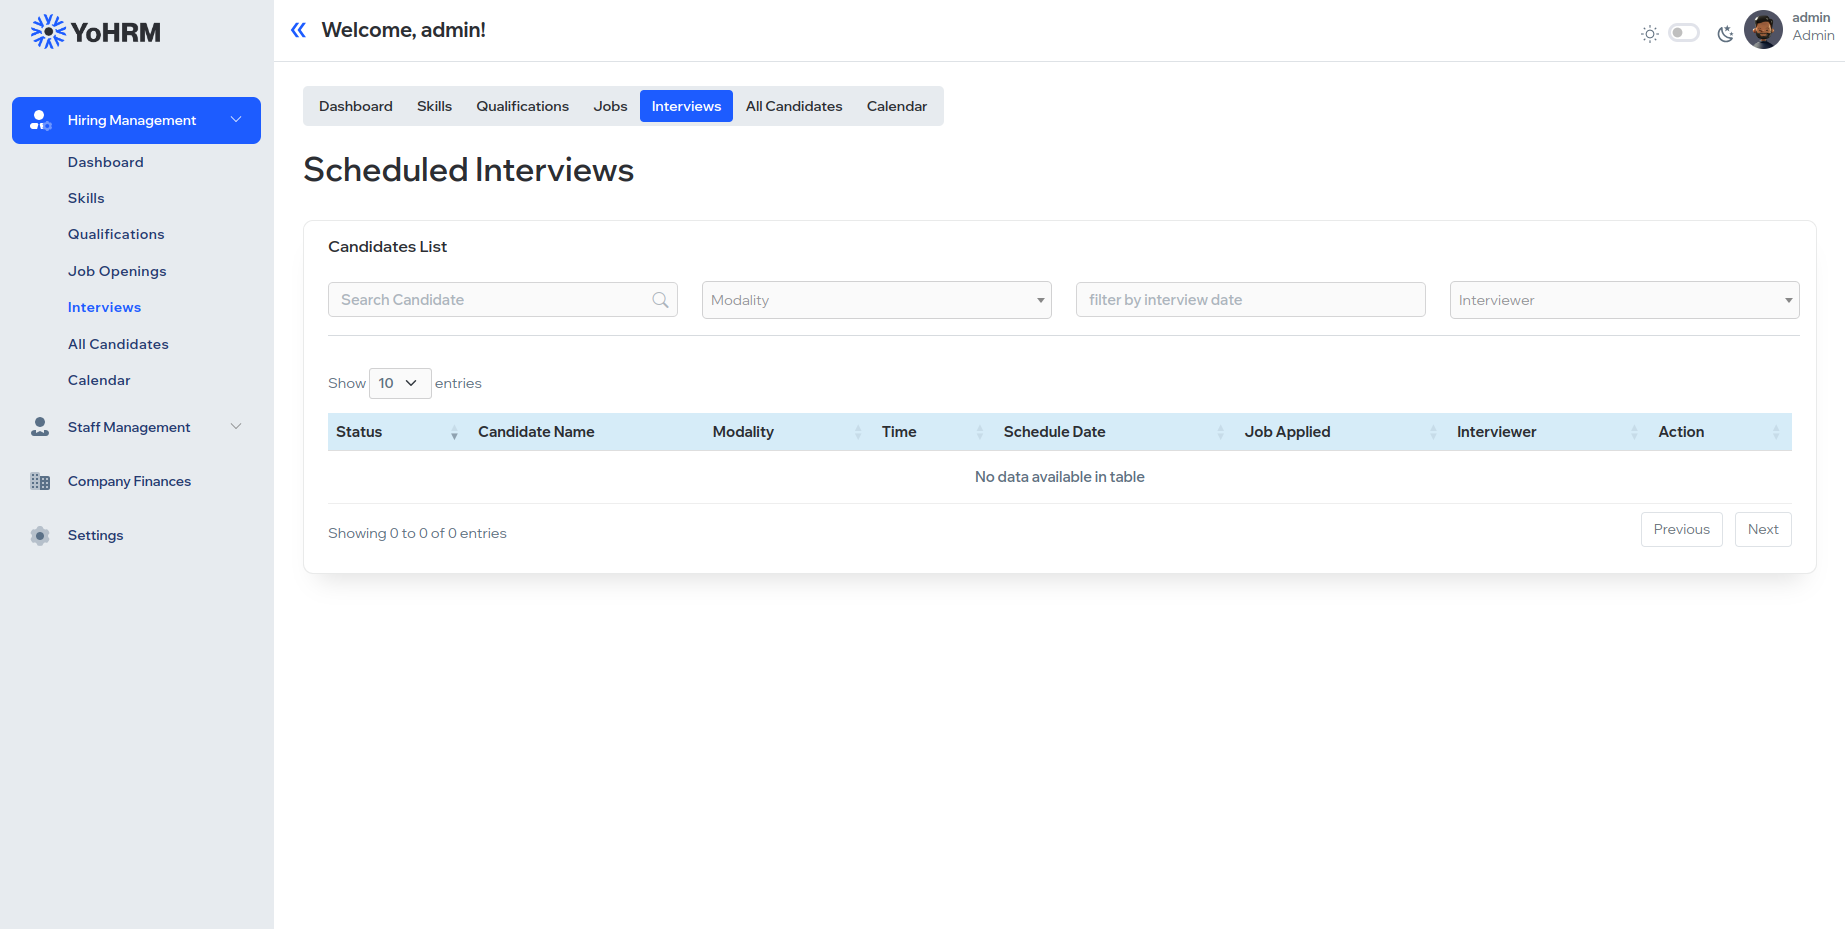 YoHRM
Welcome, admin!
admin
Admin
Hiring Management
Dashboard
Skills
Qualifications
Job Openings
Interviews
All Candidates
Calendar
Staff Management
Company Finances
Settings
Dashboard Skills Qualifications Jobs Interviews All Candidates Calendar
Scheduled Interviews
Candidates List
Search Candidate Modality filter by interview date Interviewer
Show 10 entries
Status Candidate Name Modality Time Schedule Date Job Applied Interviewer Action
No data available in table
Showing 0 to 0 of 0 entries
Previous Next